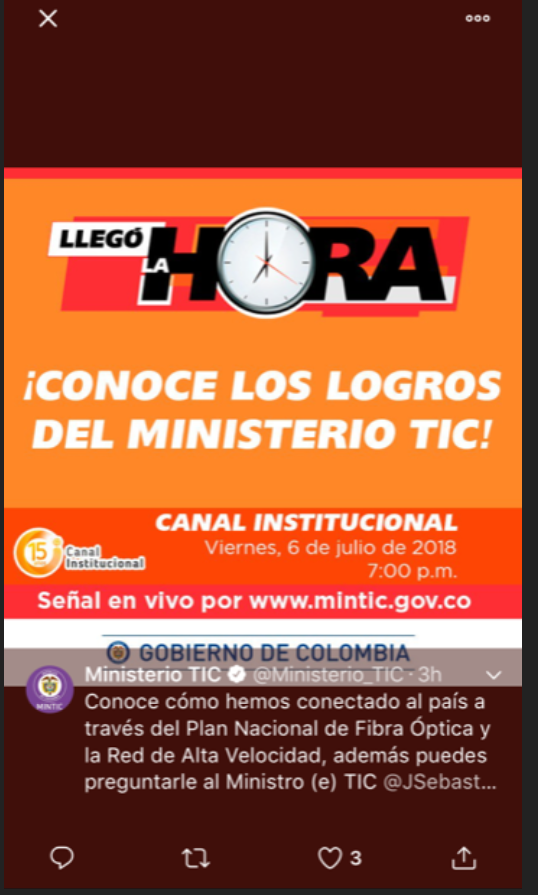 LLEGÓ
LA HORA
¡CONOCE LOS LOGROS
DEL MINISTERIO TIC!
CANAL INSTITUCIONAL
15 años Canal Institucional
Viernes, 6 de julio de 2018
7:00 p.m.
Señal en vivo por www.mintic.gov.co
GOBIERNO DE COLOMBIA
MINTIC
Ministerio TIC @Ministerio_TIC · 3h
Conoce cómo hemos conectado al país a
través del Plan Nacional de Fibra Óptica y
la Red de Alta Velocidad, además puedes
preguntarle al Ministro (e) TIC @JSebast...
3